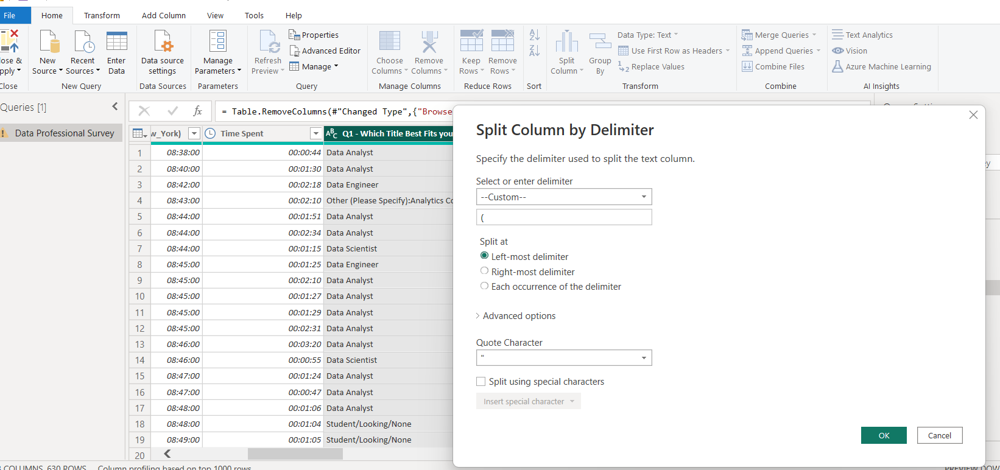 File Home Transform Add Column View Tools Help
lose & pply Close
New Source Recent Sources Enter Data New Query
Data source settings Data Sources
Manage Parameters Parameters
Refresh Preview Properties Advanced Editor Manage Query
Choose Columns Remove Columns Manage Columns
Keep Rows Remove Rows Reduce Rows
Sort
Split Column Group By Data Type: Text Use First Row as Headers Replace Values Transform
Merge Queries Append Queries Combine Files Combine
Text Analytics Vision Azure Machine Learning AI Insights
Queries [1]
Data Professional Survey
fx = Table.RemoveColumns(#"Changed Type",{"Browse
w_York) Time Spent ABC Q1 - Which Title Best Fits you
1 08:38:00 00:00:44 Data Analyst
2 08:40:00 00:01:30 Data Analyst
3 08:42:00 00:02:18 Data Engineer
4 08:43:00 00:02:10 Other (Please Specify):Analytics Co
5 08:44:00 00:01:51 Data Analyst
6 08:44:00 00:02:34 Data Analyst
7 08:44:00 00:01:15 Data Scientist
8 08:45:00 00:01:25 Data Engineer
9 08:45:00 00:02:10 Data Analyst
10 08:45:00 00:01:27 Data Analyst
11 08:45:00 00:01:29 Data Analyst
12 08:45:00 00:02:31 Data Analyst
13 08:46:00 00:03:20 Data Analyst
14 08:46:00 00:00:55 Data Scientist
15 08:47:00 00:01:24 Data Analyst
16 08:47:00 00:00:47 Data Analyst
17 08:48:00 00:01:06 Data Analyst
18 08:48:00 00:01:04 Student/Looking/None
19 08:49:00 00:01:05 Student/Looking/None
20
COLUMNS, 630 ROWS Column profiling based on top 1000 rows
Split Column by Delimiter
Specify the delimiter used to split the text column.
Select or enter delimiter
--Custom--
(
Split at
Left-most delimiter
Right-most delimiter
Each occurrence of the delimiter
Advanced options
Quote Character
"
Split using special characters
Insert special character
OK Cancel